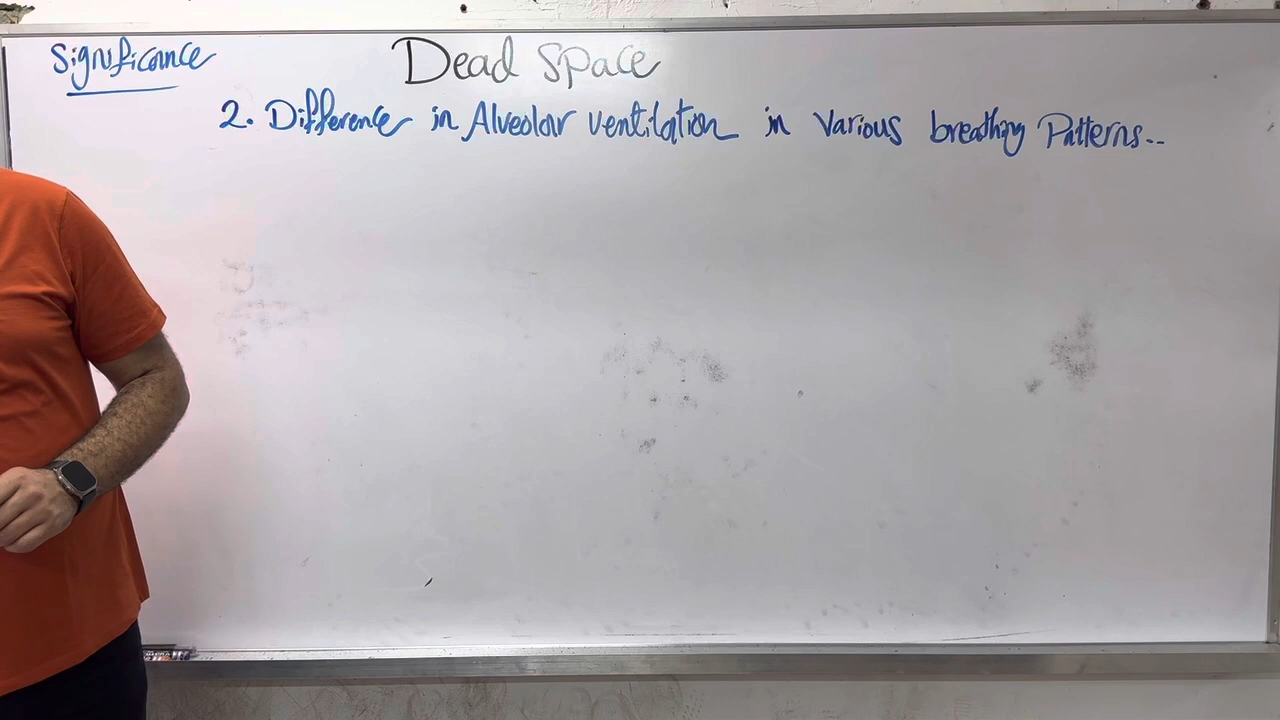 Significance
Dead Space
2. Difference in Alveolar ventilation in various breathing Patterns..